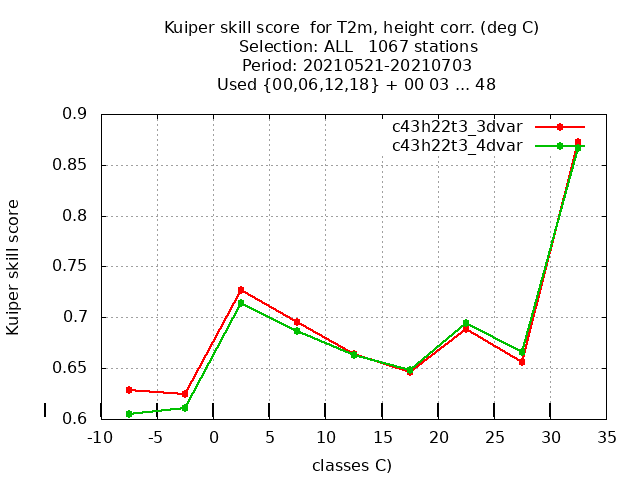 Kuiper skill score  for T2m, height corr. (deg C)
Selection: ALL   1067 stations
Period: 20210521-20210703
Used {00,06,12,18} + 00 03 ... 48
c43h22t3_3dvar
c43h22t3_4dvar
Kuiper skill score
0.9
0.85
0.8
0.75
0.7
0.65
0.6
-10 -5 0 5 10 15 20 25 30 35
classes C)